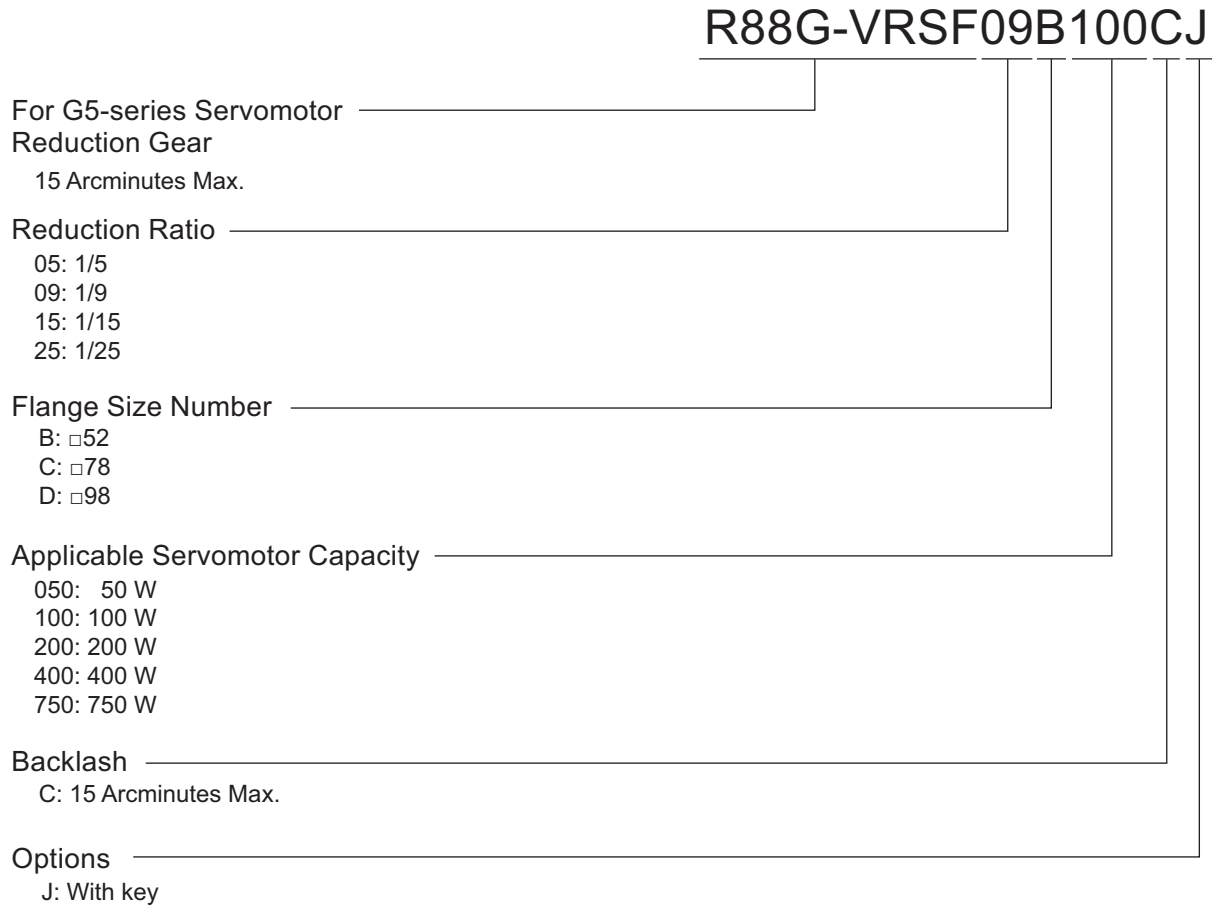 R88G-VRSF09B100CJ
For G5-series Servomotor
Reduction Gear
15 Arcminutes Max.
Reduction Ratio
05: 1/5
09: 1/9
15: 1/15
25: 1/25
Flange Size Number
B: □52
C: □78
D: □98
Applicable Servomotor Capacity
050: 50 W
100: 100 W
200: 200 W
400: 400 W
750: 750 W
Backlash
C: 15 Arcminutes Max.
Options
J: With key